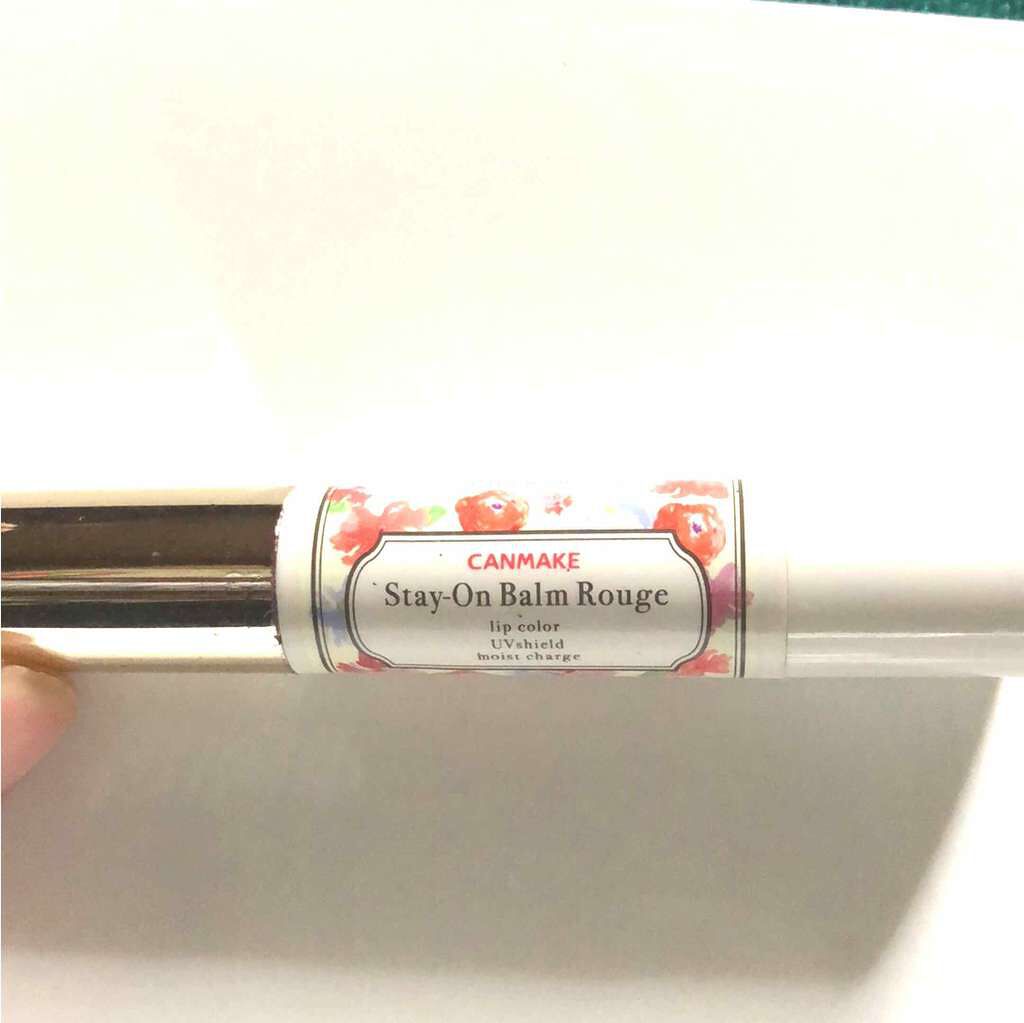 CANMAKE
Stay-On Balm Rouge
lip color
UVshield
moist charge